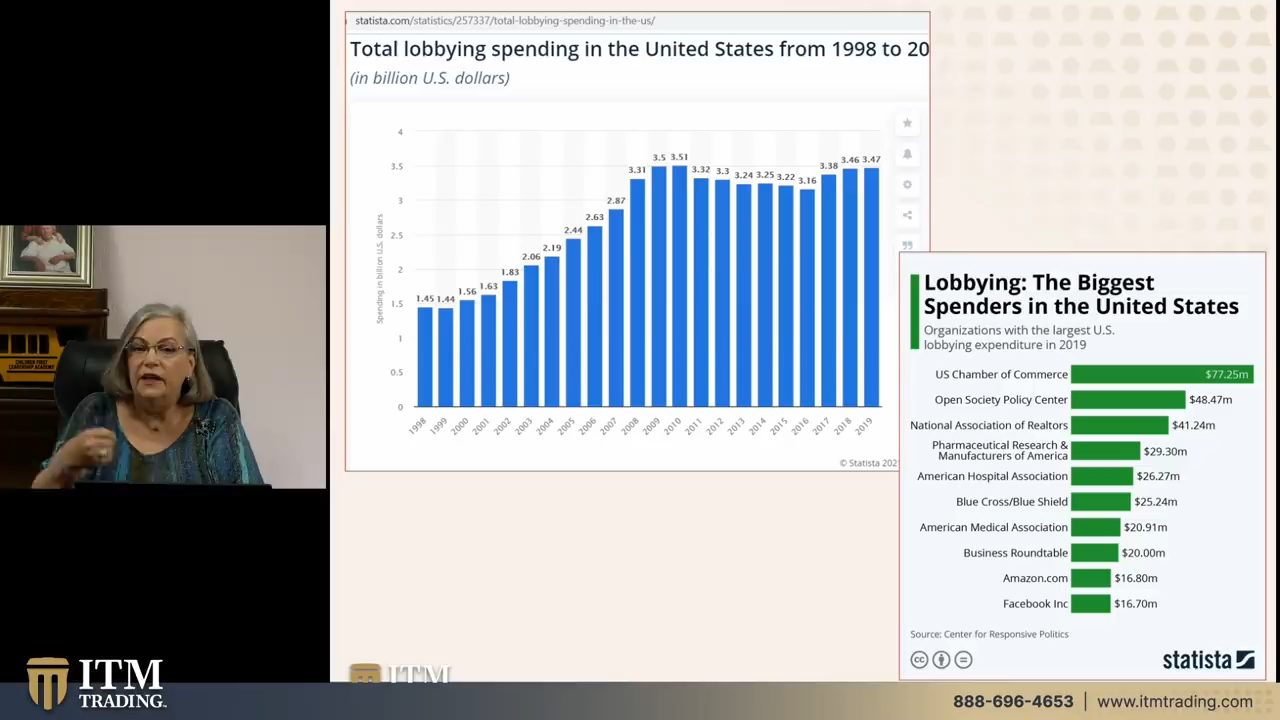 statista.com/statistics/257337/total-lobbying-spending-in-the-us/
Total lobbying spending in the United States from 1998 to 20
(in billion U.S. dollars)
Spending in billion U.S. dollars
4
3.5
3
2.5
2
1.5
1
0.5
0
1.45
1.44
1.56
1.63
1.83
2.06
2.19
2.44
2.63
2.87
3.31
3.5
3.51
3.32
3.3
3.24
3.25
3.22
3.16
3.38
3.46
3.47
1998
1999
2000
2001
2002
2003
2004
2005
2006
2007
2008
2009
2010
2011
2012
2013
2014
2015
2016
2017
2018
2019
© Statista 202
Lobbying: The Biggest
Spenders in the United States
Organizations with the largest U.S.
lobbying expenditure in 2019
US Chamber of Commerce $77.25m
Open Society Policy Center $48.47m
National Association of Realtors $41.24m
Pharmaceutical Research &
Manufacturers of America $29.30m
American Hospital Association $26.27m
Blue Cross/Blue Shield $25.24m
American Medical Association $20.91m
Business Roundtable $20.00m
Amazon.com $16.80m
Facebook Inc $16.70m
Source: Center for Responsive Politics
cc
statista
CHILDREN FIRST
LEADERSHIP ACADEMY
ITM
TRADING
ITM
888-696-4653 | www.itmtrading.com